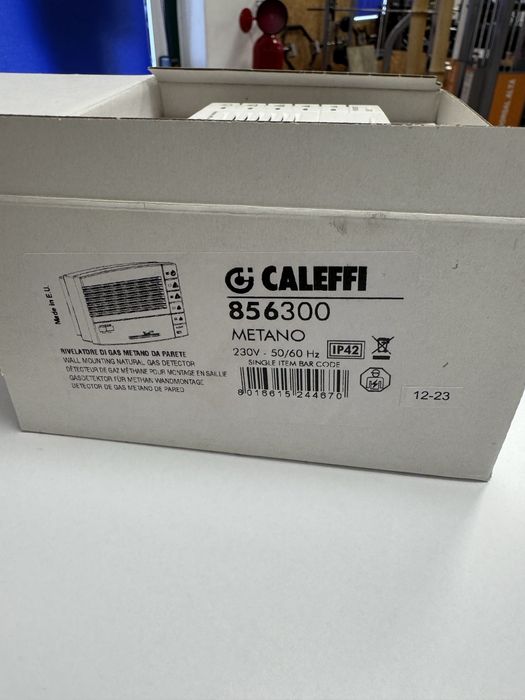 CALEFFI
856300
METANO
230V - 50/60 Hz IP42
SINGLE ITEM BAR CODE
8 018615 244670
12-23
Made in E.U.
RIVELATORE DI GAS METANO DA PARETE
WALL MOUNTING NATURAL GAS DETECTOR
DÉTECTEUR DE GAZ MÉTHANE POUR MONTAGE EN SAILLIE
GASDETEKTOR FÜR METHAN WANDMONTAGE
DETECTOR DE GAS METANO DE PARED